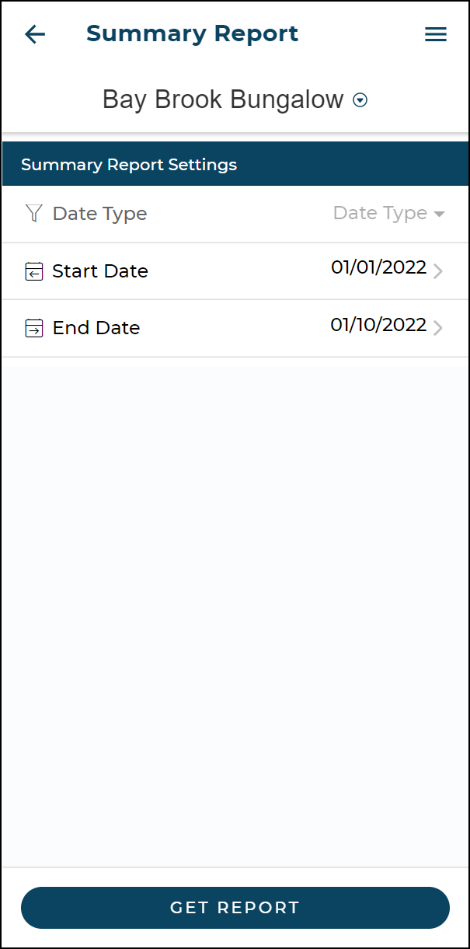 Summary Report
Bay Brook Bungalow
Summary Report Settings
Date Type Date Type
Start Date 01/01/2022
End Date 01/10/2022
GET REPORT